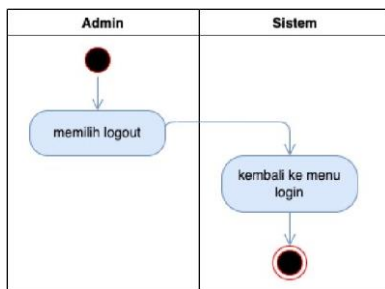 Admin
Sistem
memilih logout
kembali ke menu
login